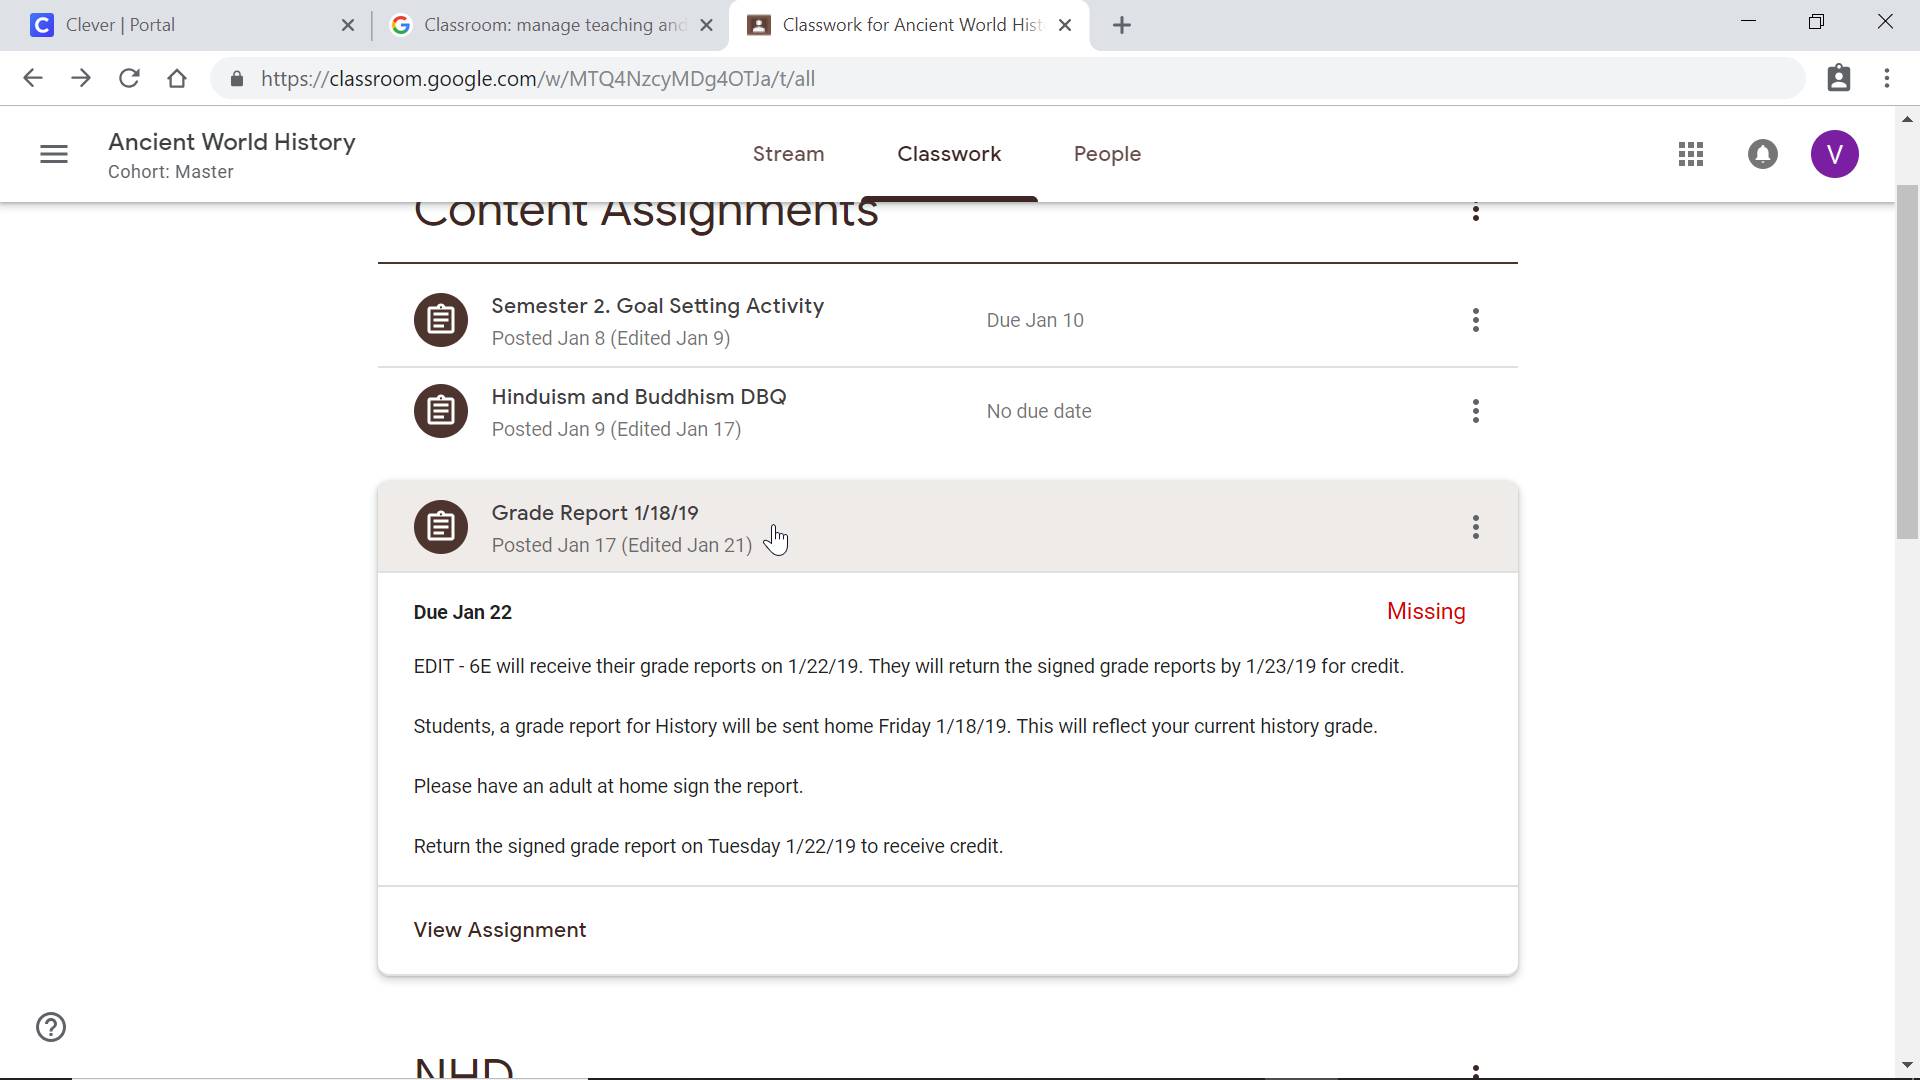 Clever | Portal
Classroom: manage teaching and
Classwork for Ancient World Hist
https://classroom.google.com/w/MTQ4NzcyMDg4OTJa/t/all
Ancient World History
Cohort: Master
Stream
Classwork
People
V
Content Assignments
Semester 2. Goal Setting Activity
Posted Jan 8 (Edited Jan 9)
Due Jan 10
Hinduism and Buddhism DBQ
Posted Jan 9 (Edited Jan 17)
No due date
Grade Report 1/18/19
Posted Jan 17 (Edited Jan 21)
Due Jan 22
Missing
EDIT - 6E will receive their grade reports on 1/22/19. They will return the signed grade reports by 1/23/19 for credit.
Students, a grade report for History will be sent home Friday 1/18/19. This will reflect your current history grade.
Please have an adult at home sign the report.
Return the signed grade report on Tuesday 1/22/19 to receive credit.
View Assignment
NHD